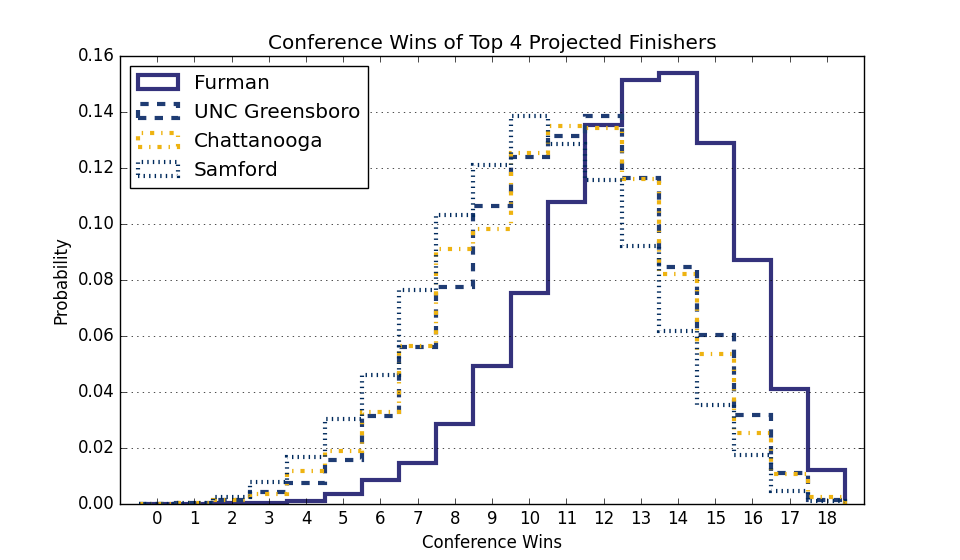 Conference Wins of Top 4 Projected Finishers
Furman
UNC Greensboro
Chattanooga
Samford
0.16
0.14
0.12
0.10
0.08
0.06
0.04
0.02
0.00
Probability
0 1 2 3 4 5 6 7 8 9 10 11 12 13 14 15 16 17 18
Conference Wins